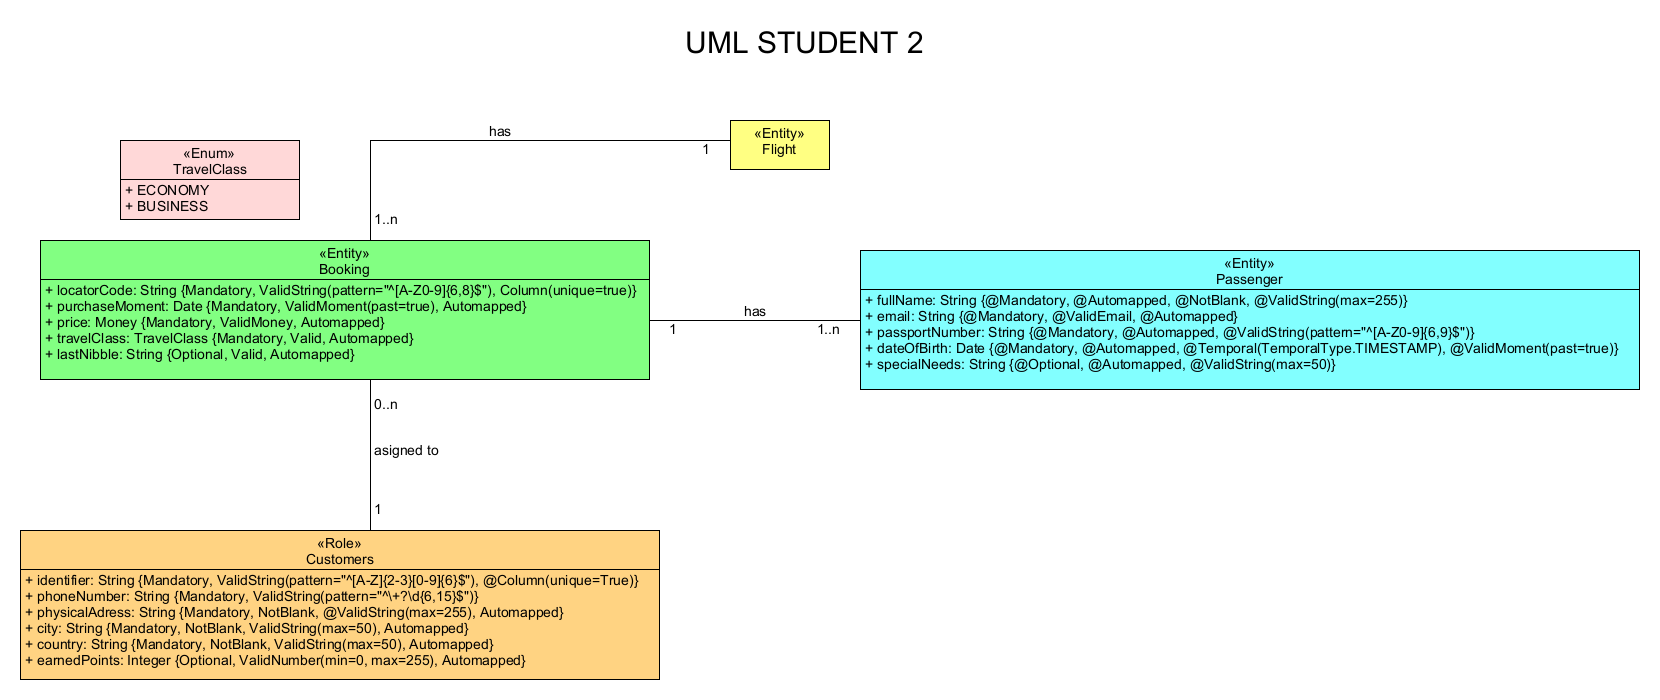 UML STUDENT 2
has
«Entity»
Flight
1
«Enum»
TravelClass
+ ECONOMY
+ BUSINESS
1..n
«Entity»
Booking
+ locatorCode: String {Mandatory, ValidString(pattern="^[A-Z0-9]{6,8}$"), Column(unique=true)}
+ purchaseMoment: Date {Mandatory, ValidMoment(past=true), Automapped}
+ price: Money {Mandatory, ValidMoney, Automapped}
+ travelClass: TravelClass {Mandatory, Valid, Automapped}
+ lastNibble: String {Optional, Valid, Automapped}
has
1
1..n
«Entity»
Passenger
+ fullName: String {@Mandatory, @Automapped, @NotBlank, @ValidString(max=255)}
+ email: String {@Mandatory, @ValidEmail, @Automapped}
+ passportNumber: String {@Mandatory, @Automapped, @ValidString(pattern="^[A-Z0-9]{6,9}$")}
+ dateOfBirth: Date {@Mandatory, @Automapped, @Temporal(TemporalType.TIMESTAMP), @ValidMoment(past=true)}
+ specialNeeds: String {@Optional, @Automapped, @ValidString(max=50)}
0..n
asigned to
1
«Role»
Customers
+ identifier: String {Mandatory, ValidString(pattern="^[A-Z]{2-3}[0-9]{6}$"), @Column(unique=True)}
+ phoneNumber: String {Mandatory, ValidString(pattern="^\+?\d{6,15}$")}
+ physicalAdress: String {Mandatory, NotBlank, @ValidString(max=255), Automapped}
+ city: String {Mandatory, NotBlank, ValidString(max=50), Automapped}
+ country: String {Mandatory, NotBlank, ValidString(max=50), Automapped}
+ earnedPoints: Integer {Optional, ValidNumber(min=0, max=255), Automapped}